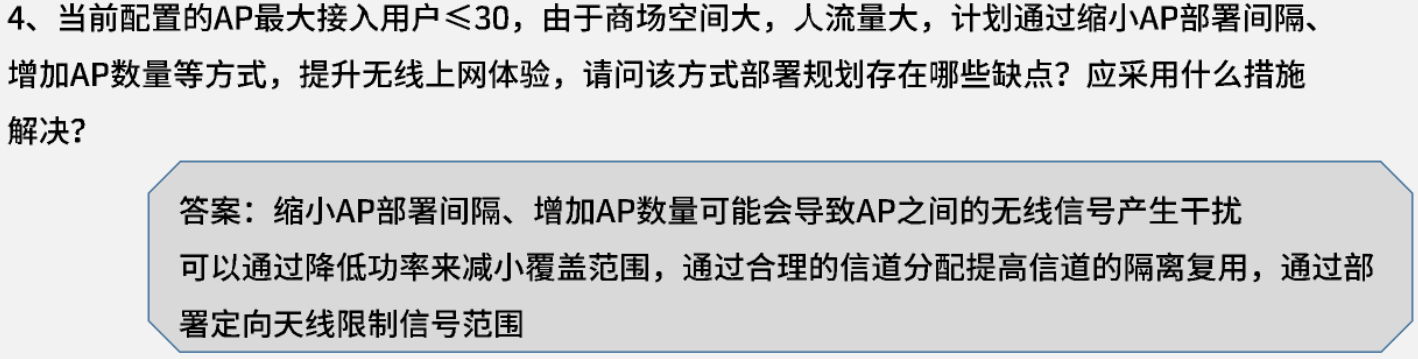 4、当前配置的AP最大接入用户≤30，由于商场空间大，人流量大，计划通过缩小AP部署间隔、
增加AP数量等方式，提升无线上网体验，请问该方式部署规划存在哪些缺点？应采用什么措施
解决？
答案：缩小AP部署间隔、增加AP数量可能会导致AP之间的无线信号产生干扰
可以通过降低功率来减小覆盖范围，通过合理的信道分配提高信道的隔离复用，通过部
署定向天线限制信号范围